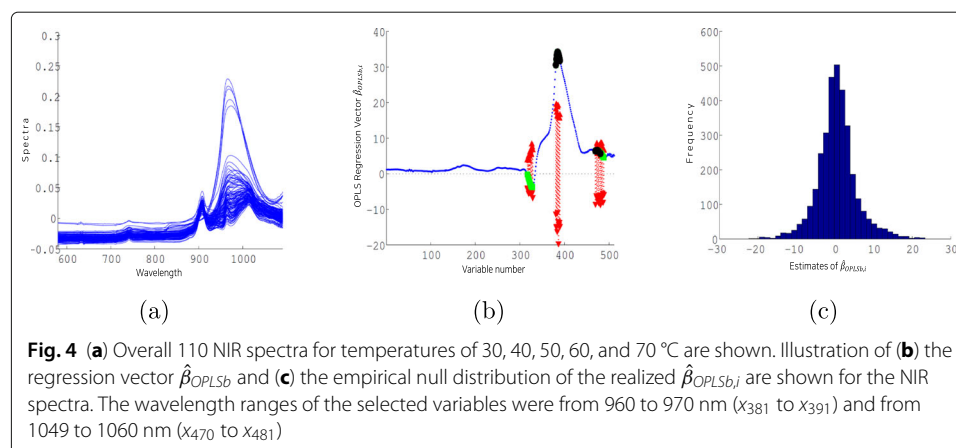 0.3
0.25
0.2
0.15
0.1
0.05
0
-0.05
Spectra
600 700 800 900 1000
Wavelength
(a)
40
30
20
10
0
-10
-20
OPLS Regression Vector β̂OPLSb,i
100 200 300 400 500
Variable number
(b)
600
500
400
300
200
100
0
Frequency
-30 -20 -10 0 10 20 30
Estimates of β̂OPLSb,i
(c)
Fig. 4 (a) Overall 110 NIR spectra for temperatures of 30, 40, 50, 60, and 70 °C are shown. Illustration of (b) the
regression vector β̂OPLSb and (c) the empirical null distribution of the realized β̂OPLSb,i are shown for the NIR
spectra. The wavelength ranges of the selected variables were from 960 to 970 nm (x381 to x391) and from
1049 to 1060 nm (x470 to x481)